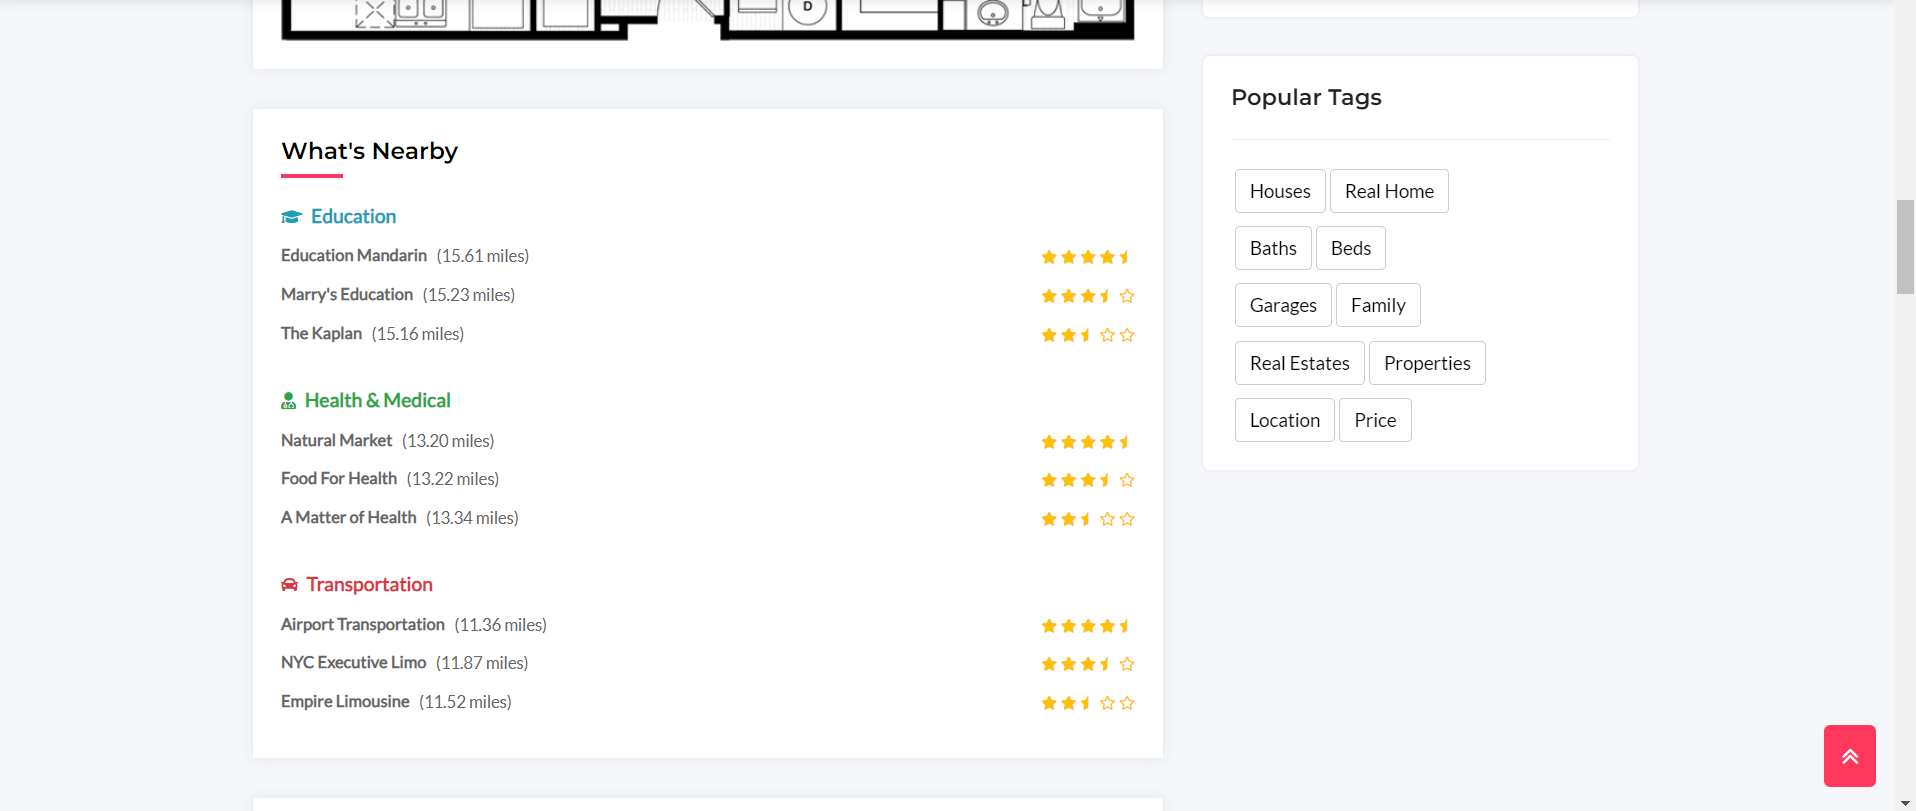 D
What's Nearby
Education
Education Mandarin (15.61 miles)
Marry's Education (15.23 miles)
The Kaplan (15.16 miles)
Health & Medical
Natural Market (13.20 miles)
Food For Health (13.22 miles)
A Matter of Health (13.34 miles)
Transportation
Airport Transportation (11.36 miles)
NYC Executive Limo (11.87 miles)
Empire Limousine (11.52 miles)
Popular Tags
Houses Real Home
Baths Beds
Garages Family
Real Estates Properties
Location Price